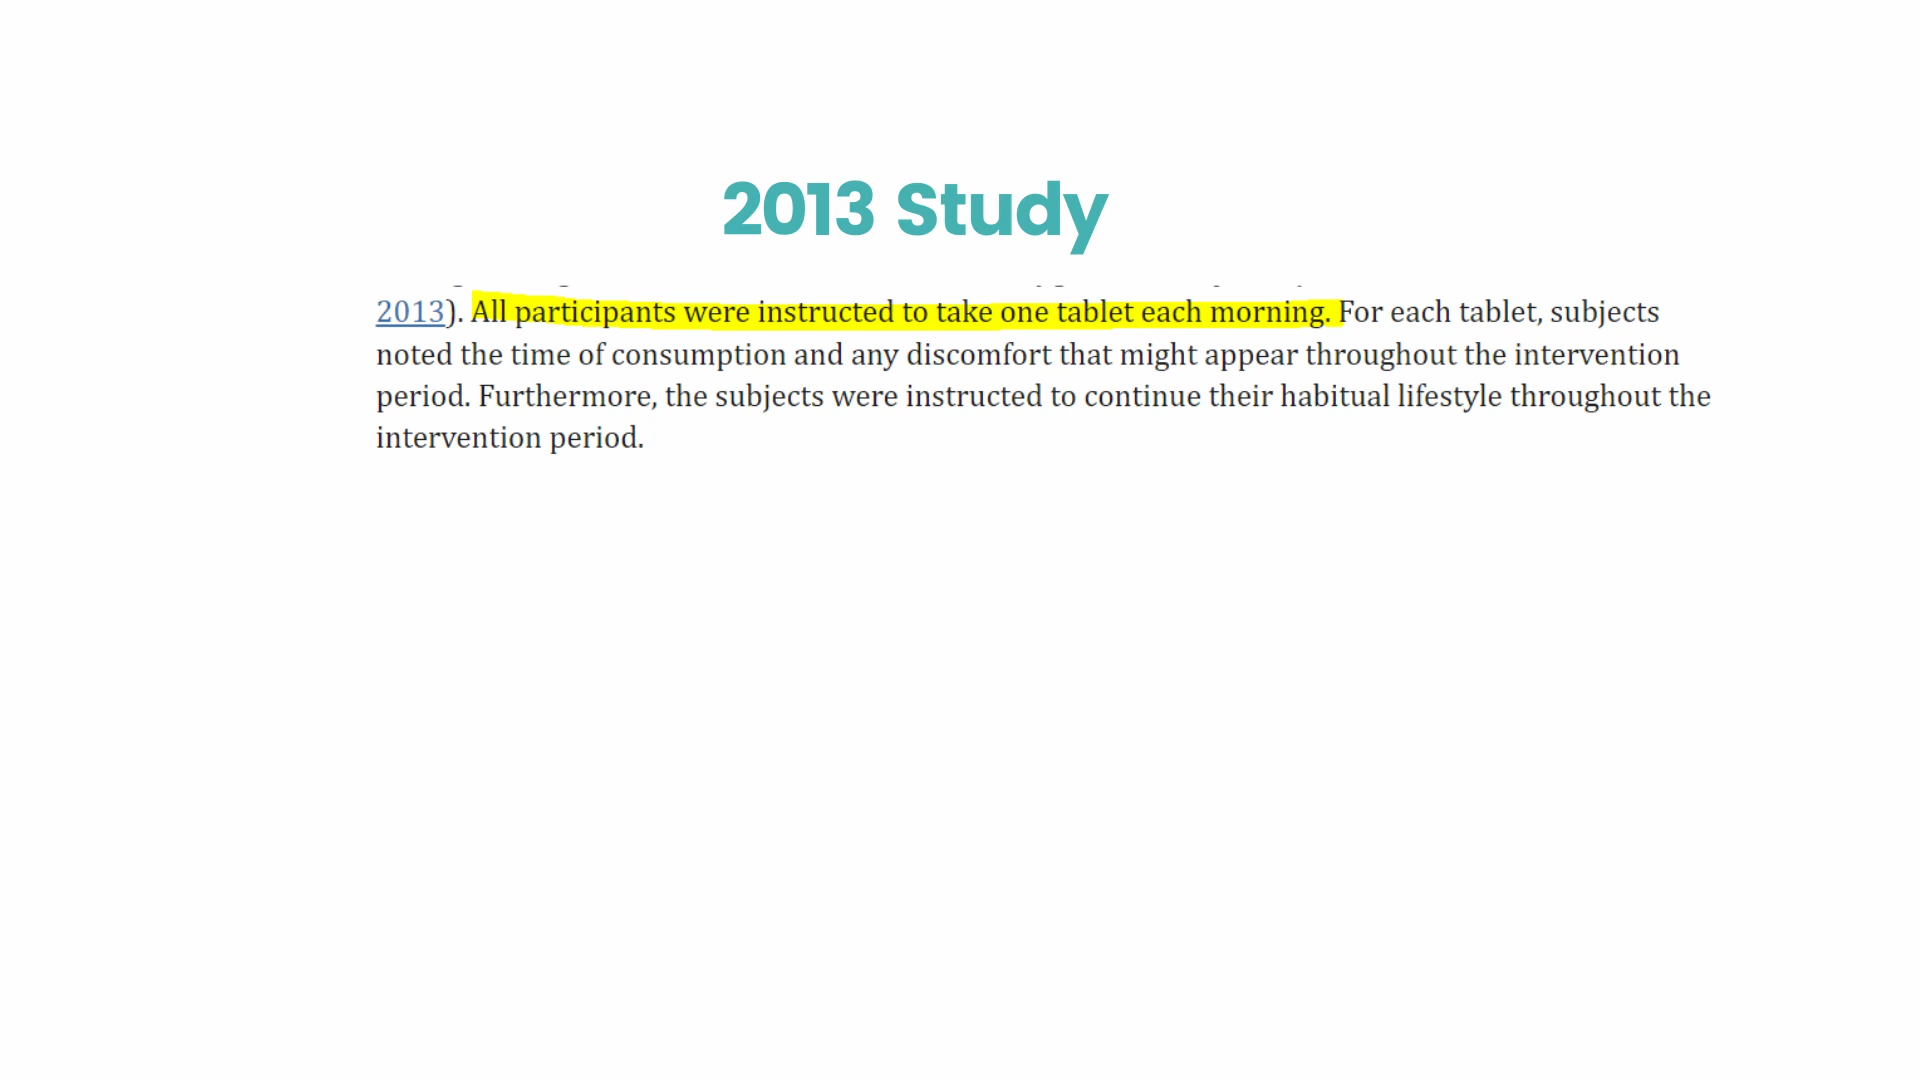 2013 Study
2013). All participants were instructed to take one tablet each morning. For each tablet, subjects
noted the time of consumption and any discomfort that might appear throughout the intervention
period. Furthermore, the subjects were instructed to continue their habitual lifestyle throughout the
intervention period.